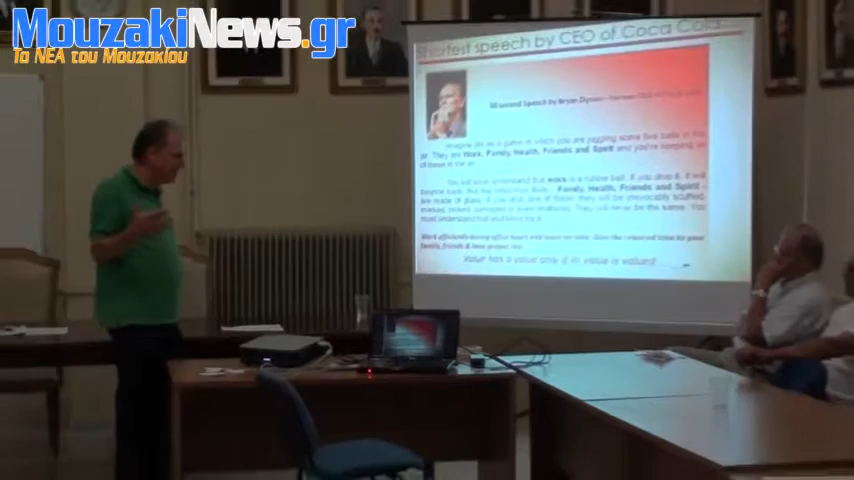 MouzakiNews.gr
Τα ΝΕΑ του Μουζακίου
Shortest speech by CEO of Coca Cola
30 second Speech by Bryan Dyson - Former CEO of
Imagine life as a game in which you are juggling some five balls in the
air. They are Work, Family, Health, Friends and Spirit and you're keeping all
of these in the air.
You will soon understand that work is a rubber ball. If you drop it, it will
bounce back. But the other four Balls - Family, Health, Friends and Spirit -
are made of glass. If you drop one of these; they will be irrevocably scuffed,
marked, nicked, damaged or even shattered. They will never be the same. You
must understand that and strive for it.
Work efficiently during office hours and leave on time. Give the required time to your
family, friends & have proper rest
Value has a value only if its value is valued!